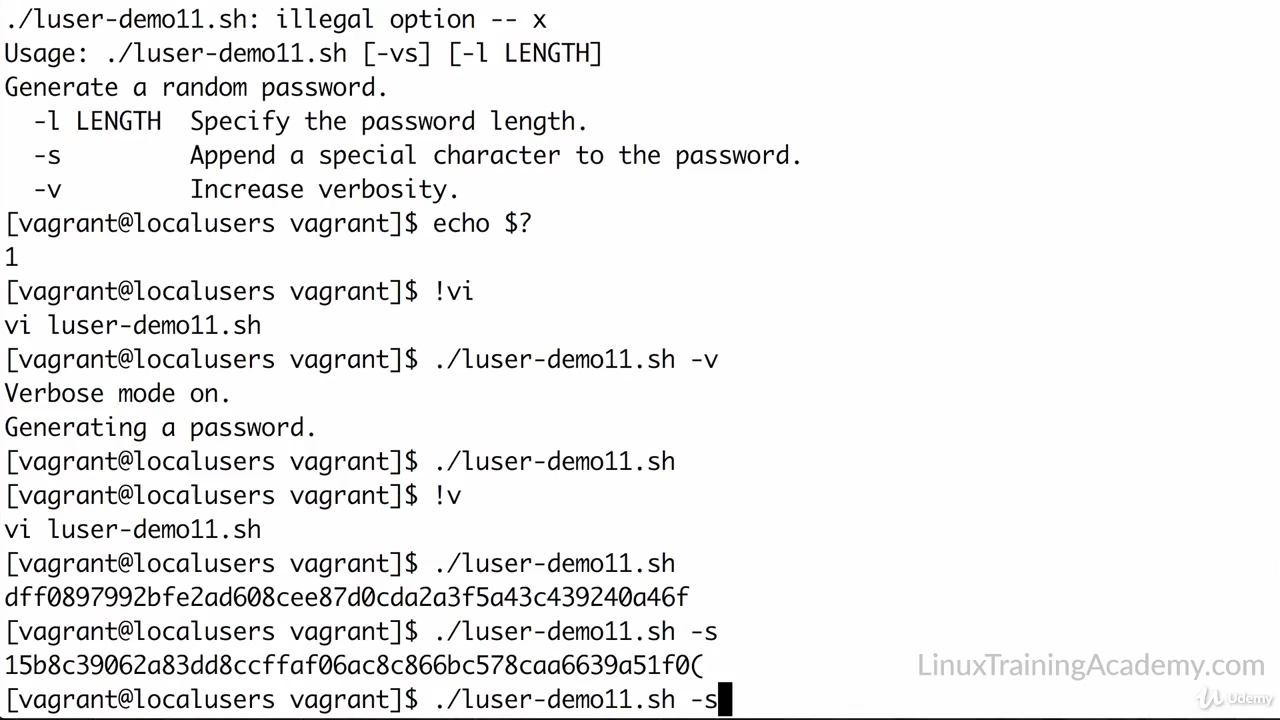 ./luser-demo11.sh: illegal option -- x
Usage: ./luser-demo11.sh [-vs] [-l LENGTH]
Generate a random password.
  -l LENGTH  Specify the password length.
  -s         Append a special character to the password.
  -v         Increase verbosity.
[vagrant@localusers vagrant]$ echo $?
1
[vagrant@localusers vagrant]$ !vi
vi luser-demo11.sh
[vagrant@localusers vagrant]$ ./luser-demo11.sh -v
Verbose mode on.
Generating a password.
[vagrant@localusers vagrant]$ ./luser-demo11.sh
[vagrant@localusers vagrant]$ !v
vi luser-demo11.sh
[vagrant@localusers vagrant]$ ./luser-demo11.sh
dff0897992bfe2ad608cee87d0cda2a3f5a43c439240a46f
[vagrant@localusers vagrant]$ ./luser-demo11.sh -s
15b8c39062a83dd8ccffaf06ac8c866bc578caa6639a51f0(
[vagrant@localusers vagrant]$ ./luser-demo11.sh -s
LinuxTrainingAcademy.com
Udemy